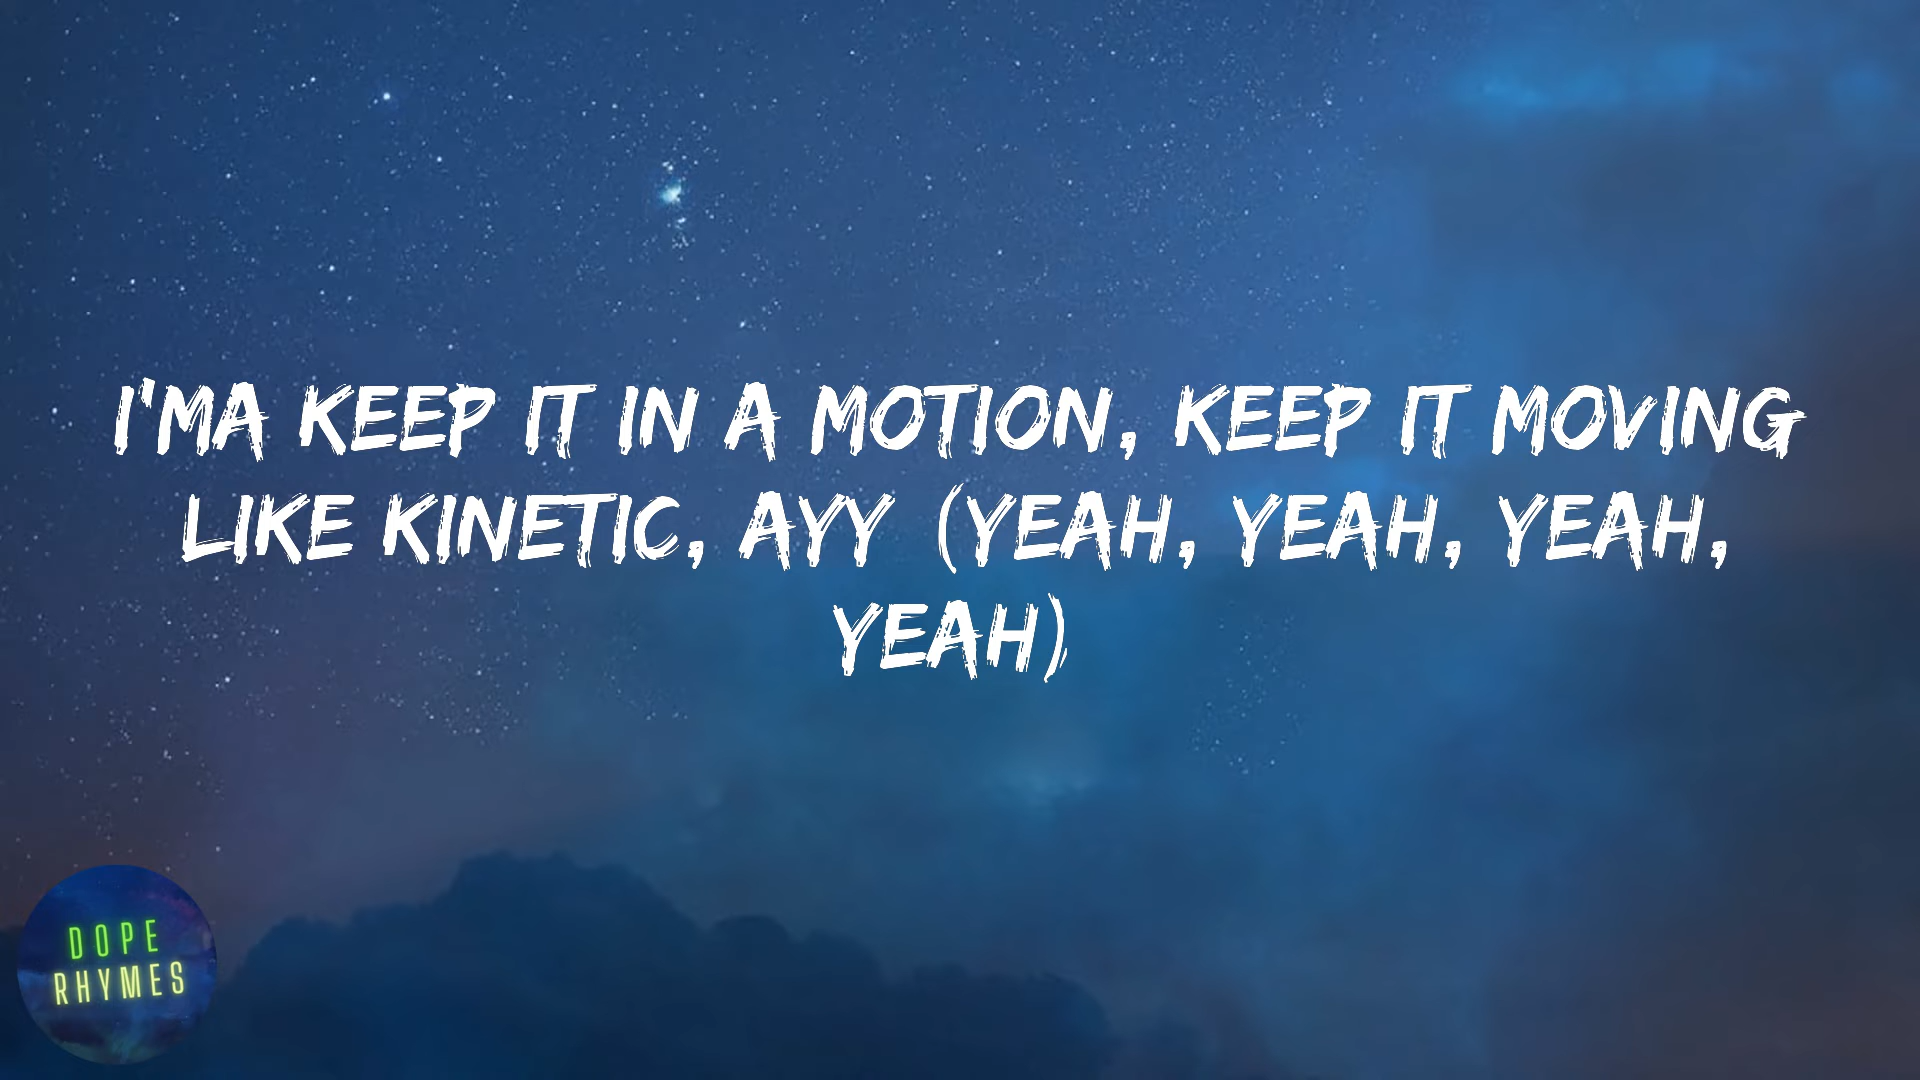 I'MA KEEP IT IN A MOTION, KEEP IT MOVING
LIKE KINETIC, AYY (YEAH, YEAH, YEAH,
YEAH)
DOPE
RHYMES